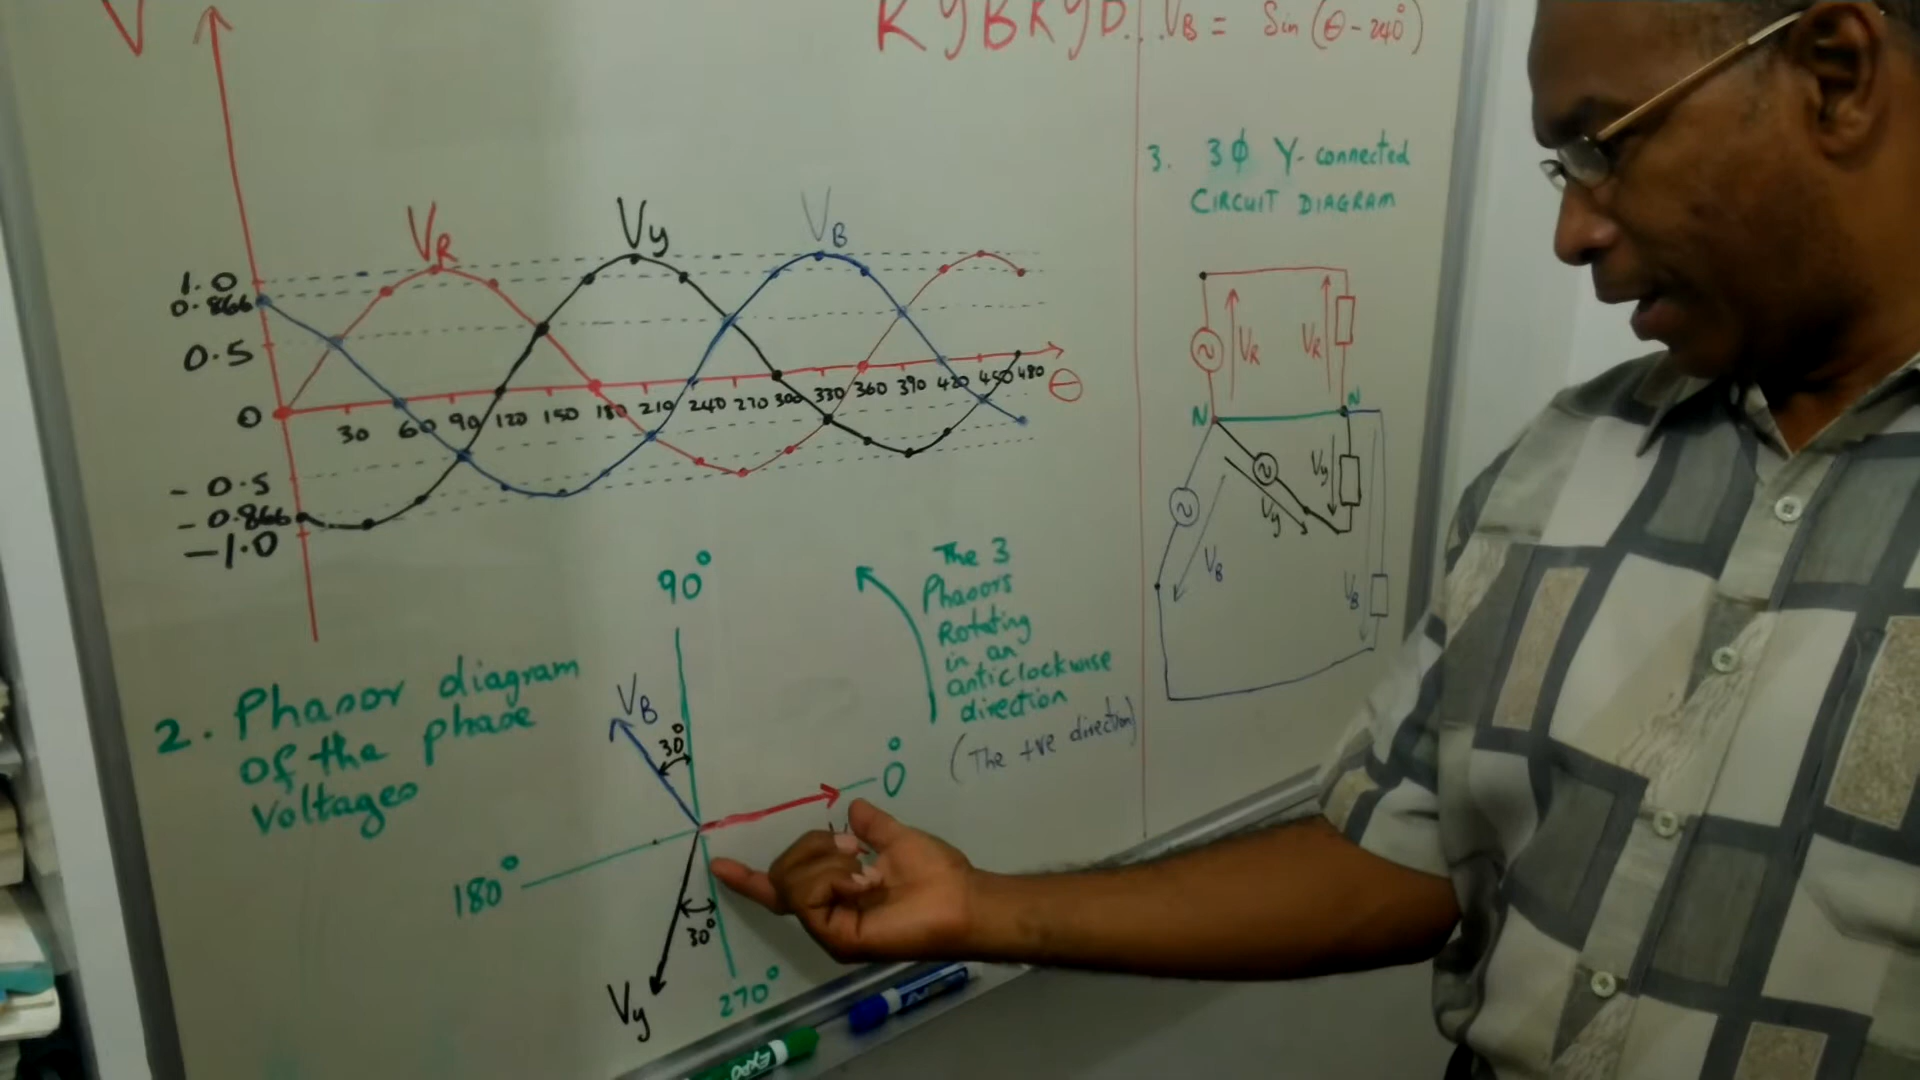 V
RyBRyB...
VB = Sin (θ - 240°)
VR
Vy
VB
1.0
0.866
0.5
0
30 60 90 120 150 180 210 240 270 300 330 360 390 420 450 480
θ
- 0.5
- 0.866
- 1.0
2. Phasor diagram
of the phase
Voltages
90°
VB
30°
0°
180°
30°
Vy
270°
The 3
Phasors
Rotating
in an
anticlockwise
direction
(The +ve direction)
3. 3Φ Y-connected
CIRCUIT DIAGRAM
VR
VR
N
N
Vy
Vy
VB
VB
EXPO